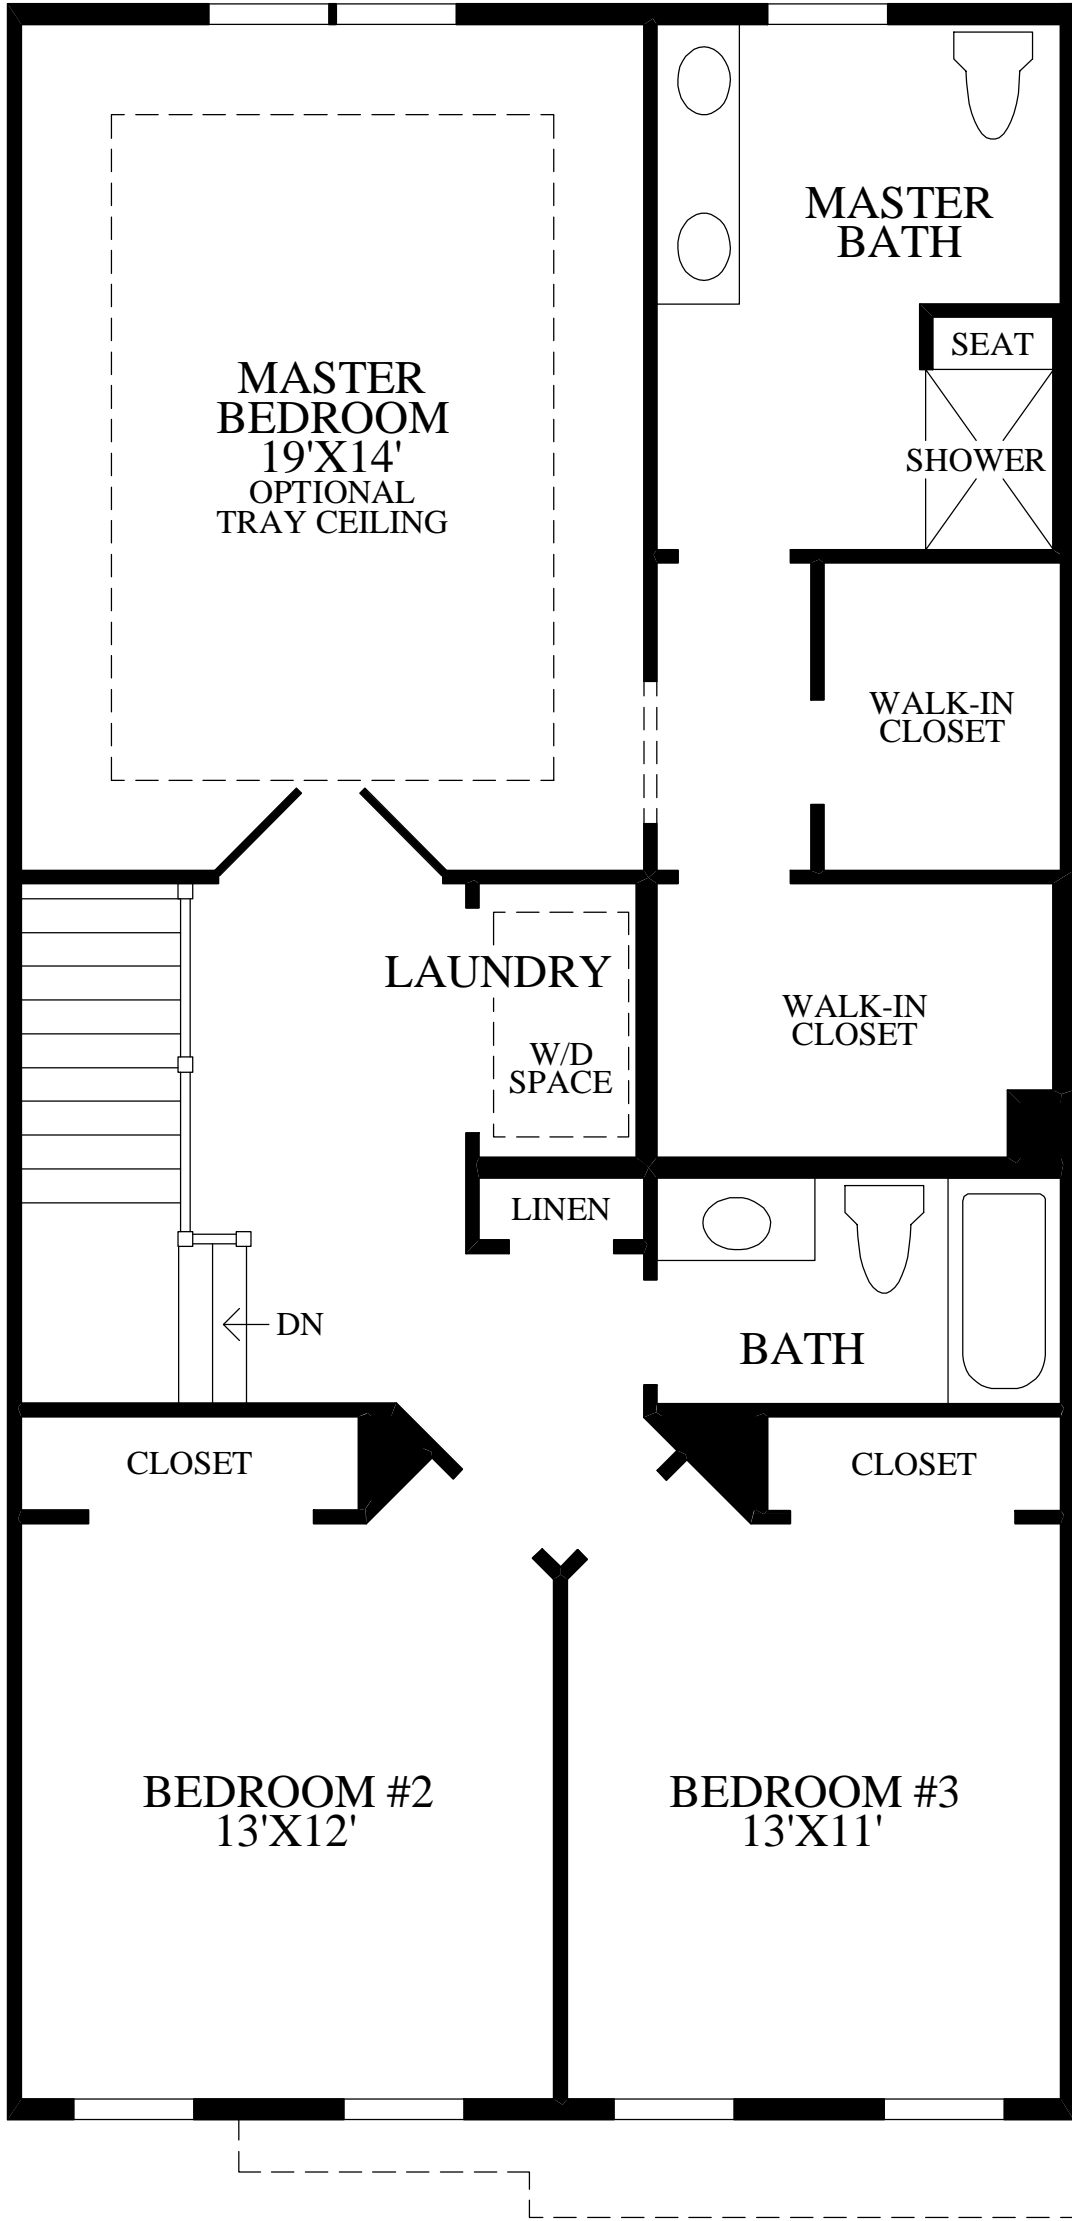 MASTER
BATH
SEAT
MASTER
BEDROOM
19'X14'
OPTIONAL
TRAY CEILING
SHOWER
WALK-IN
CLOSET
LAUNDRY
W/D
SPACE
WALK-IN
CLOSET
LINEN
DN
BATH
CLOSET
CLOSET
BEDROOM #2
13'X12'
BEDROOM #3
13'X11'